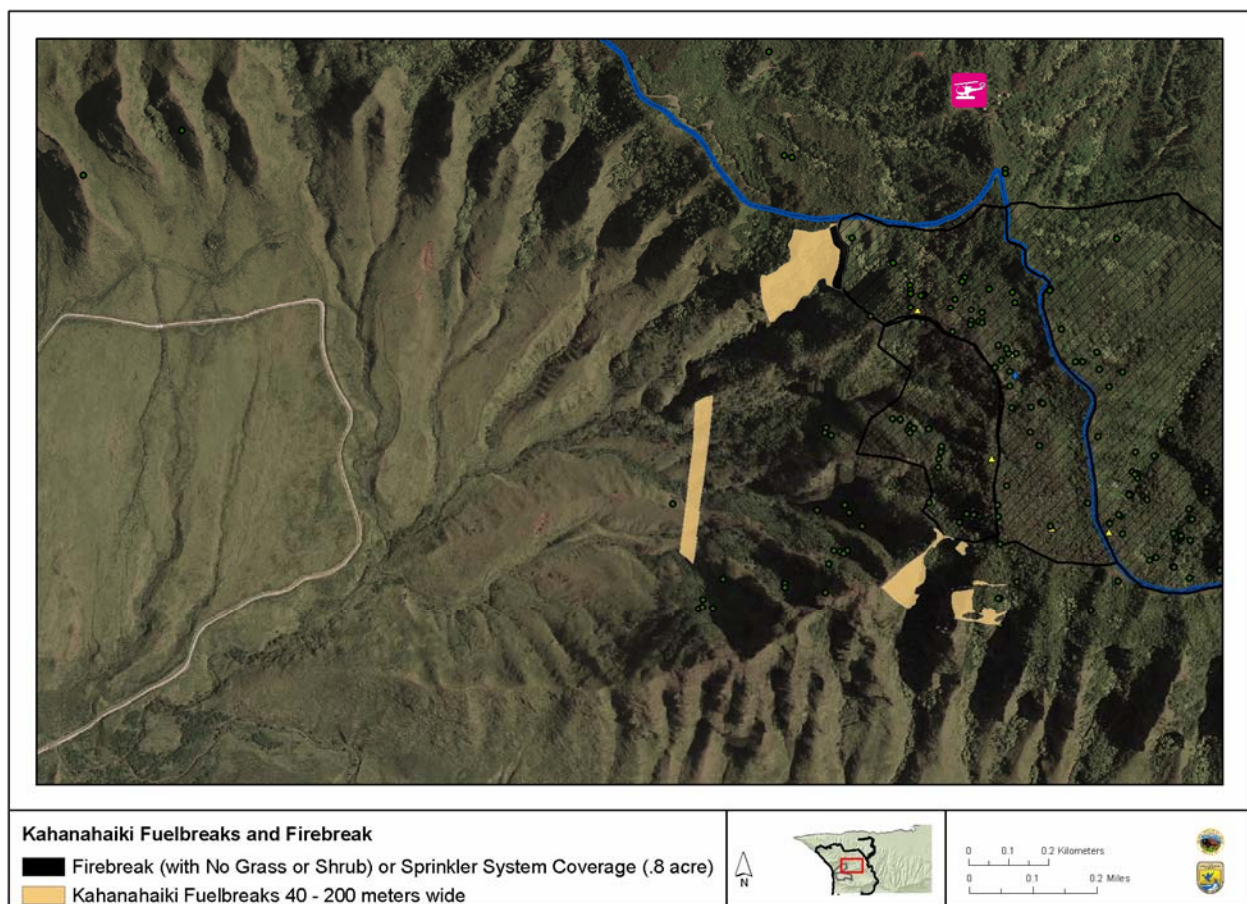 Kahanahaiki Fuelbreaks and Firebreak
Firebreak (with No Grass or Shrub) or Sprinkler System Coverage (.8 acre)
Kahanahaiki Fuelbreaks 40 - 200 meters wide
N
0 0.1 0.2 Kilometers
0 0.1 0.2 Miles